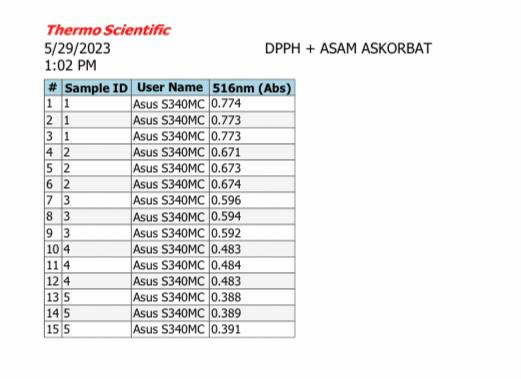 Thermo Scientific
5/29/2023 DPPH + ASAM ASKORBAT
1:02 PM
# Sample ID User Name 516nm (Abs)
1 1 Asus S340MC 0.774
2 1 Asus S340MC 0.773
3 1 Asus S340MC 0.773
4 2 Asus S340MC 0.671
5 2 Asus S340MC 0.673
6 2 Asus S340MC 0.674
7 3 Asus S340MC 0.596
8 3 Asus S340MC 0.594
9 3 Asus S340MC 0.592
10 4 Asus S340MC 0.483
11 4 Asus S340MC 0.484
12 4 Asus S340MC 0.483
13 5 Asus S340MC 0.388
14 5 Asus S340MC 0.389
15 5 Asus S340MC 0.391